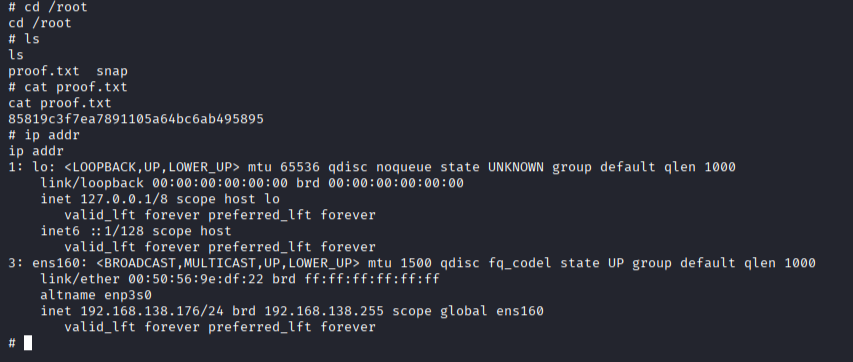 # cd /root
cd /root
# ls
ls
proof.txt  snap
# cat proof.txt
cat proof.txt
85819c3f7ea7891105a64bc6ab495895
# ip addr
ip addr
1: lo: <LOOPBACK,UP,LOWER_UP> mtu 65536 qdisc noqueue state UNKNOWN group default qlen 1000
    link/loopback 00:00:00:00:00:00 brd 00:00:00:00:00:00
    inet 127.0.0.1/8 scope host lo
       valid_lft forever preferred_lft forever
    inet6 ::1/128 scope host
       valid_lft forever preferred_lft forever
3: ens160: <BROADCAST,MULTICAST,UP,LOWER_UP> mtu 1500 qdisc fq_codel state UP group default qlen 1000
    link/ether 00:50:56:9e:df:22 brd ff:ff:ff:ff:ff:ff
    altname enp3s0
    inet 192.168.138.176/24 brd 192.168.138.255 scope global ens160
       valid_lft forever preferred_lft forever
#